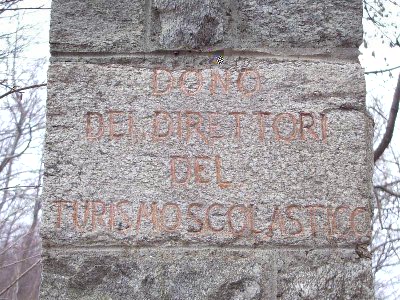 DONO
DEI DIRETTORI
DEL
TURISMO SCOLASTICO